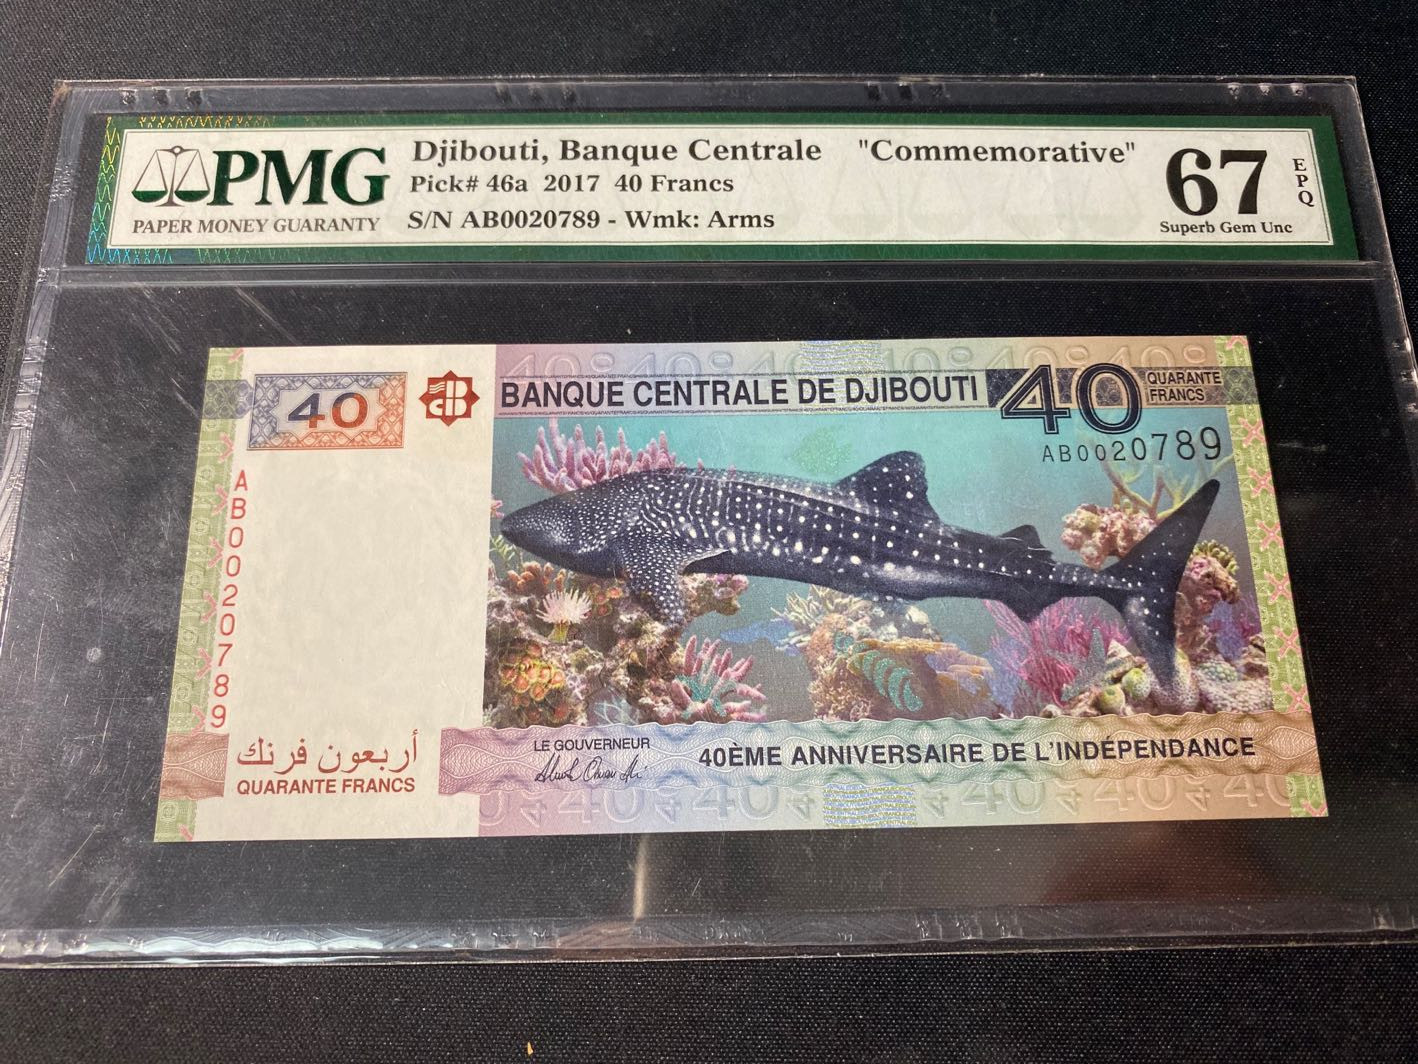 PMG
PAPER MONEY GUARANTY
Djibouti, Banque Centrale "Commemorative"
Pick# 46a 2017 40 Francs
S/N AB0020789 - Wmk: Arms
67
EPQ
Superb Gem Unc
40
BANQUE CENTRALE DE DJIBOUTI
40
QUARANTE
FRANCS
AB0020789
AB0020789
أربعون فرنك
QUARANTE FRANCS
LE GOUVERNEUR
40ÈME ANNIVERSAIRE DE L'INDÉPENDANCE